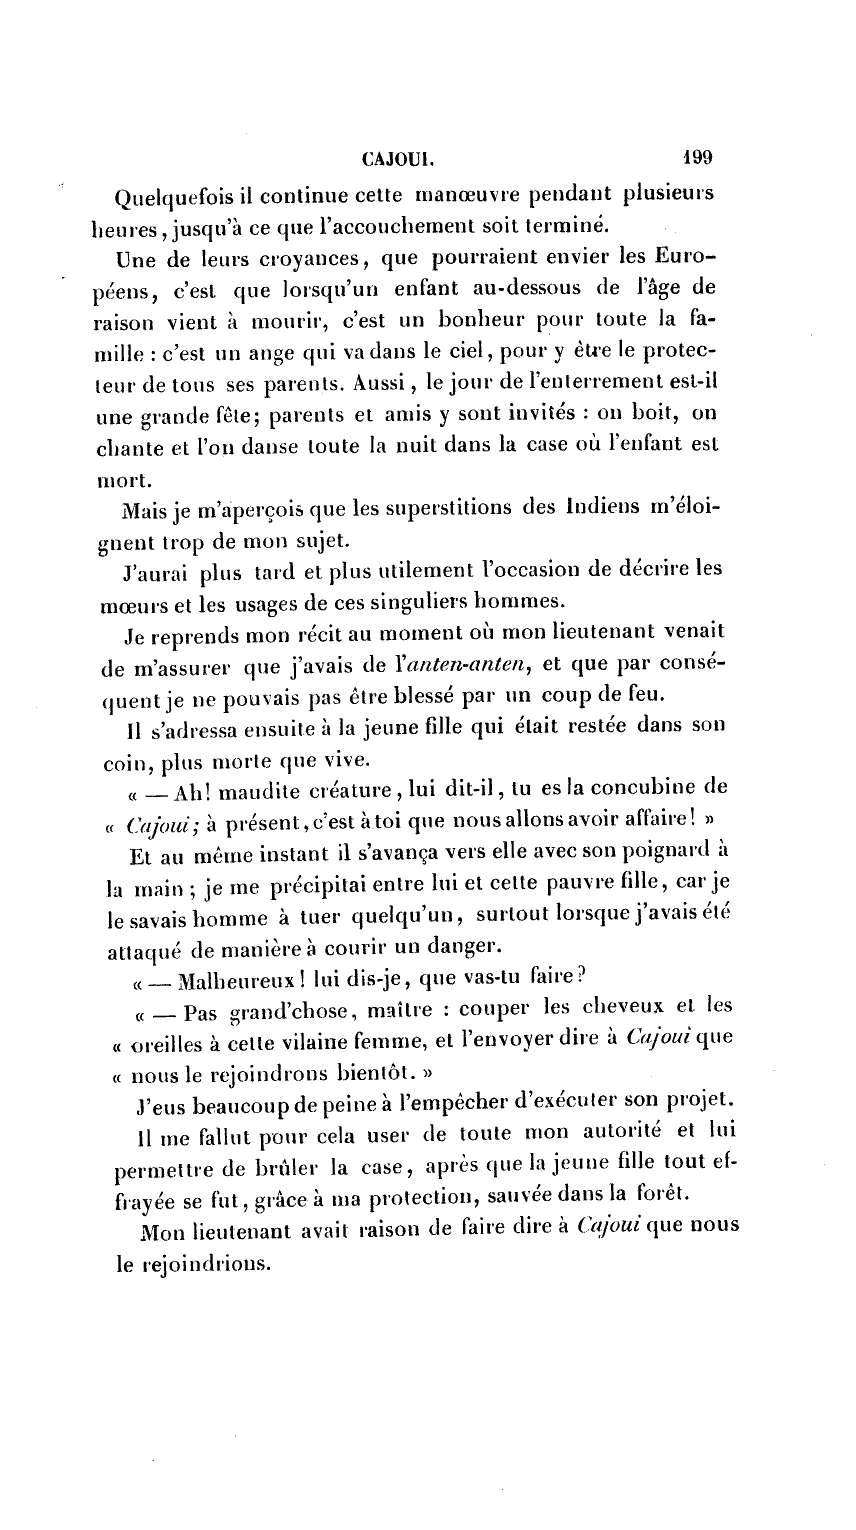 CAJOUI. 199
Quelquefois il continue cette manœuvre pendant plusieurs
heures, jusqu'à ce que l'accouchement soit terminé.
Une de leurs croyances, que pourraient envier les Euro-
péens, c'est que lorsqu'un enfant au-dessous de l'âge de
raison vient à mourir, c'est un bonheur pour toute la fa-
mille : c'est un ange qui va dans le ciel, pour y être le protec-
teur de tous ses parents. Aussi, le jour de l'enterrement est-il
une grande fête; parents et amis y sont invités : on boit, on
chante et l'on danse toute la nuit dans la case où l'enfant est
mort.
Mais je m'aperçois que les superstitions des Indiens m'éloi-
gnent trop de mon sujet.
J'aurai plus tard et plus utilement l'occasion de décrire les
mœurs et les usages de ces singuliers hommes.
Je reprends mon récit au moment où mon lieutenant venait
de m'assurer que j'avais de l'anten-anten, et que par consé-
quent je ne pouvais pas être blessé par un coup de feu.
Il s'adressa ensuite à la jeune fille qui était restée dans son
coin, plus morte que vive.
« — Ah! maudite créature, lui dit-il, tu es la concubine de
« Cajoui; à présent, c'est à toi que nous allons avoir affaire! »
Et au même instant il s'avança vers elle avec son poignard à
la main; je me précipitai entre lui et cette pauvre fille, car je
le savais homme à tuer quelqu'un, surtout lorsque j'avais été
attaqué de manière à courir un danger.
« — Malheureux! lui dis-je, que vas-tu faire?
« — Pas grand'chose, maître : couper les cheveux et les
« oreilles à cette vilaine femme, et l'envoyer dire à Cajoui que
« nous le rejoindrons bientôt. »
J'eus beaucoup de peine à l'empêcher d'exécuter son projet.
Il me fallut pour cela user de toute mon autorité et lui
permettre de brûler la case, après que la jeune fille tout ef-
frayée se fut, grâce à ma protection, sauvée dans la forêt.
Mon lieutenant avait raison de faire dire à Cajoui que nous
le rejoindrions.